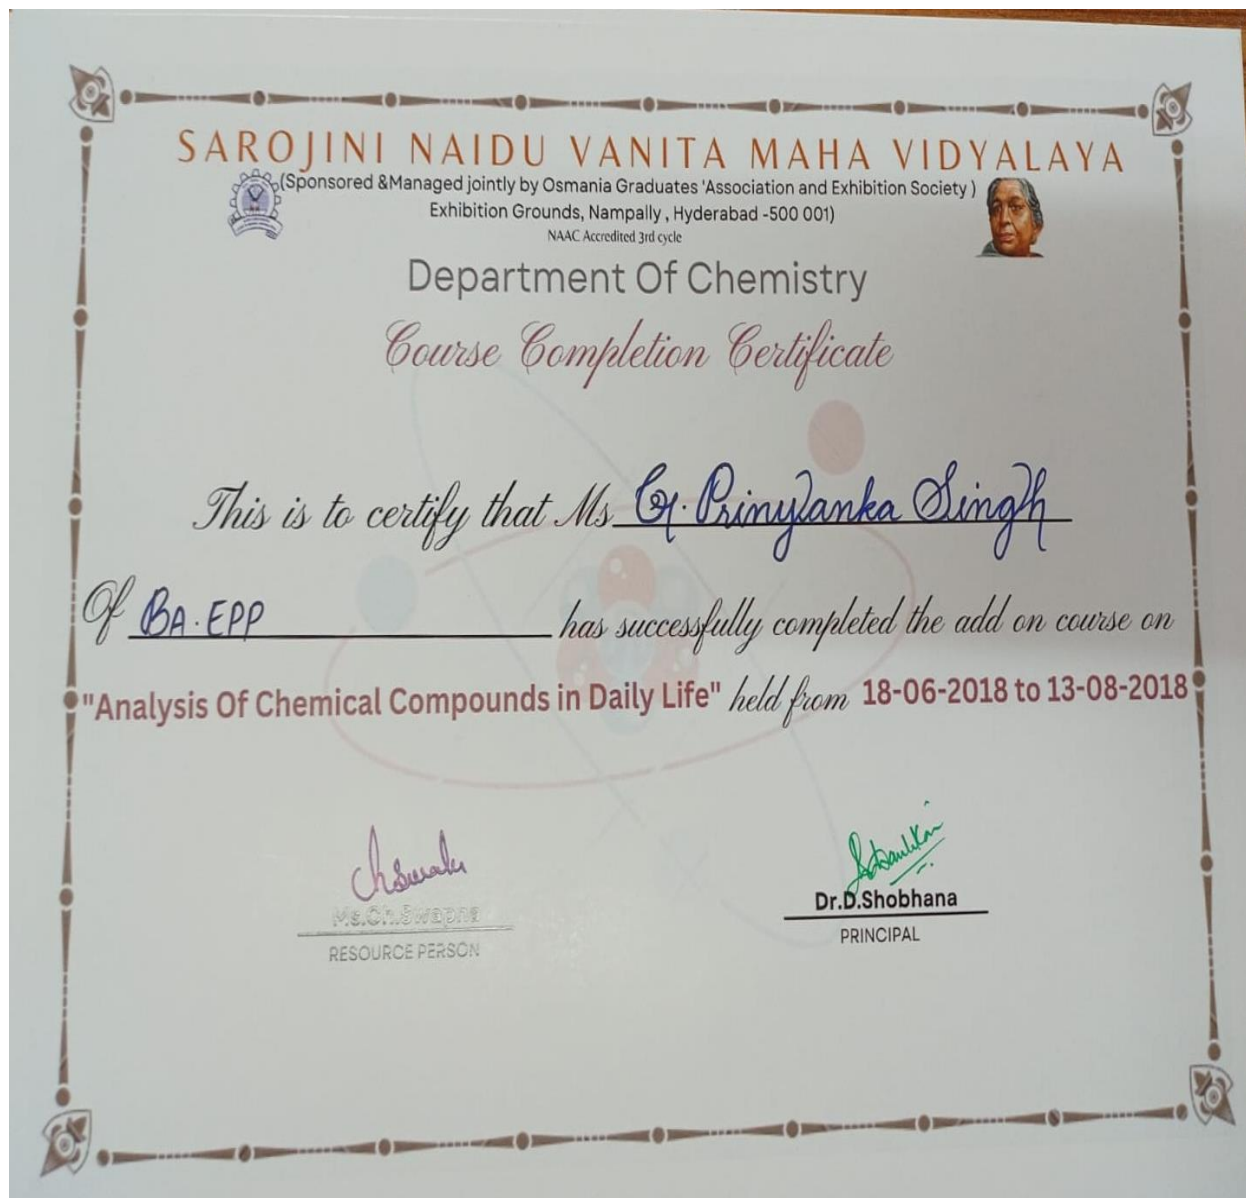 SAROJINI NAIDU VANITA MAHA VIDYALAYA
(Sponsored &Managed jointly by Osmania Graduates 'Association and Exhibition Society )
Exhibition Grounds, Nampally , Hyderabad -500 001)
NAAC Accredited 3rd cycle
Department Of Chemistry
Course Completion Certificate
This is to certify that Ms G. Prinylanka Singh
Of BA. EPP has successfully completed the add on course on
"Analysis Of Chemical Compounds in Daily Life" held from 18-06-2018 to 13-08-2018
Ms.Ch.Swapna
RESOURCE PERSON
Dr.D.Shobhana
PRINCIPAL